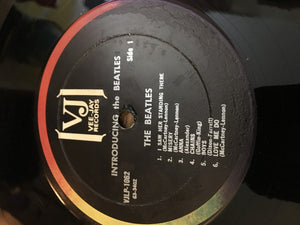 VJ
VEE JAY
RECORDS
INTRODUCING the BEATLES
Side 1
VJLP-1062
63-3402
THE BEATLES
1. I SAW HER STANDING THERE
(McCartney-Lennon)
2. MISERY
(McCartney-Lennon)
3. ANNA
(Alexander)
4. CHAINS
(Goffin-King)
5. BOYS
(Dixon-Farrell)
6. LOVE ME DO
(McCartney-Lennon)